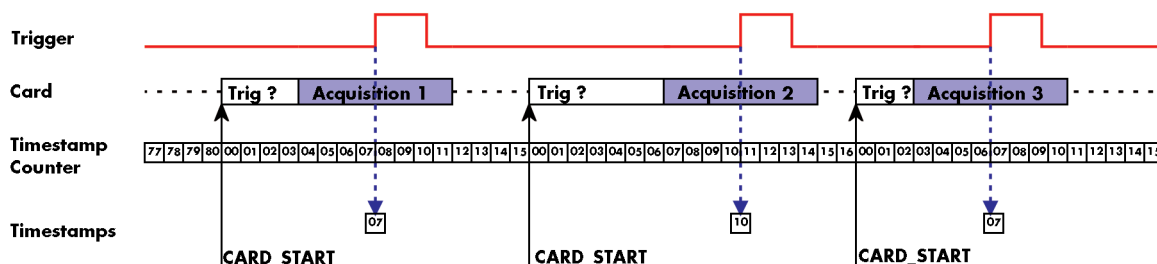 Trigger
Card
Trig ?
Acquisition 1
Trig ?
Acquisition 2
Trig ?
Acquisition 3
Timestamp
Counter
77 78 79 80 00 01 02 03 04 05 06 07 08 09 10 11 12 13 14 15 00 01 02 03 04 05 06 07 08 09 10 11 12 13 14 15 16 00 01 02 03 04 05 06 07 08 09 10 11 12 13 14 15
Timestamps
07
10
07
CARD_START
CARD_START
CARD_START